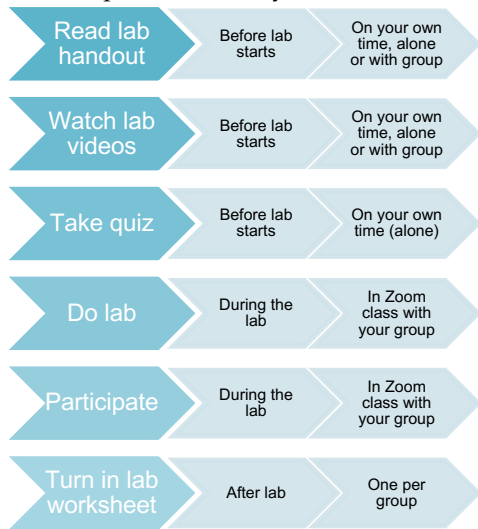 Read lab
handout
Before lab
starts
On your own
time, alone
or with group
Watch lab
videos
Before lab
starts
On your own
time, alone
or with group
Take quiz
Before lab
starts
On your own
time (alone)
Do lab
During the
lab
In Zoom
class with
your group
Participate
During the
lab
In Zoom
class with
your group
Turn in lab
worksheet
After lab
One per
group